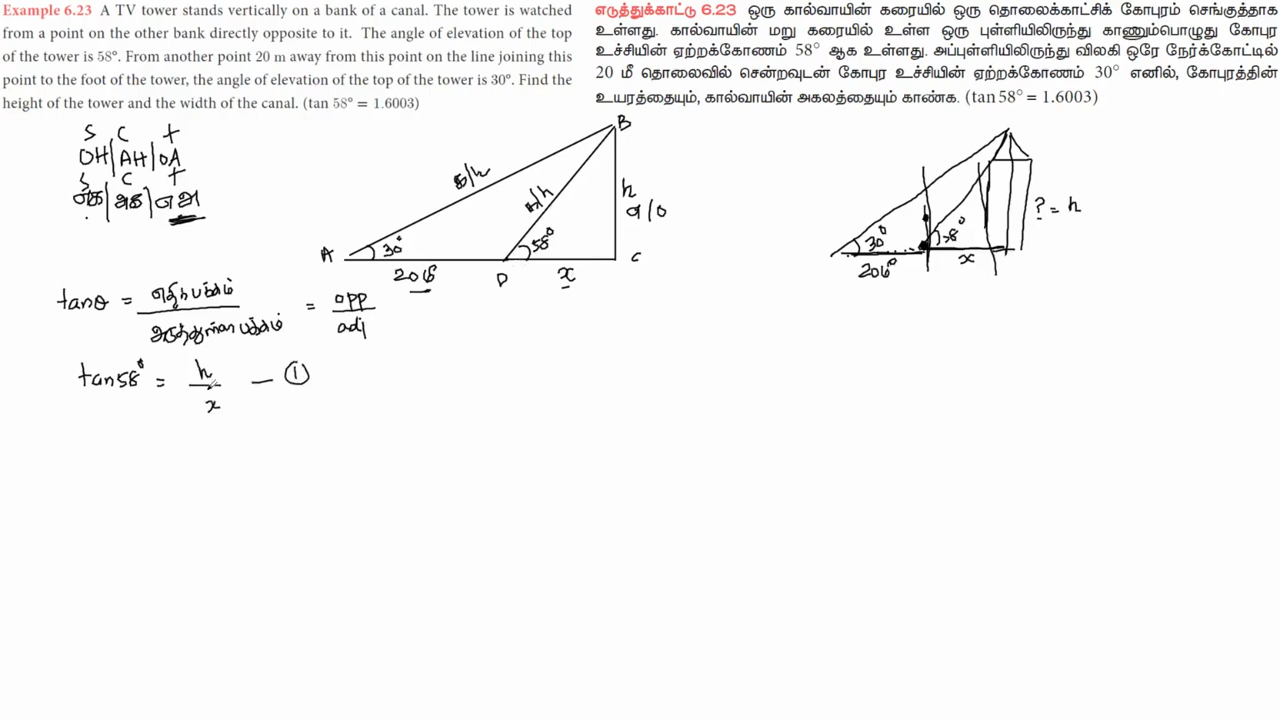 Example 6.23 A TV tower stands vertically on a bank of a canal. The tower is watched
from a point on the other bank directly opposite to it. The angle of elevation of the top
of the tower is 58°. From another point 20 m away from this point on the line joining this
point to the foot of the tower, the angle of elevation of the top of the tower is 30°. Find the
height of the tower and the width of the canal. (tan 58° = 1.6003)
எடுத்துக்காட்டு 6.23 ஒரு கால்வாயின் கரையில் ஒரு தொலைக்காட்சிக் கோபுரம் செங்குத்தாக
உள்ளது. கால்வாயின் மறு கரையில் உள்ள ஒரு புள்ளியிலிருந்து காணும்பொழுது கோபுர
உச்சியின் ஏற்றக்கோணம் 58° ஆக உள்ளது. அப்புள்ளியிலிருந்து விலகி ஒரே நேர்க்கோட்டில்
20 மீ தொலைவில் சென்றவுடன் கோபுர உச்சியின் ஏற்றக்கோணம் 30° எனில், கோபுரத்தின்
உயரத்தையும், கால்வாயின் அகலத்தையும் காண்க. (tan 58° = 1.6003)
S C t
OH|AH|OA
S C t
எக|அக|எஅ
B
க/h
க/h
h
எ/o
A 30° 58° C
20மீ D x
30° 58° ? = h
20மீ x
tanθ = எதிர்பக்கம் / அடுத்துள்ள பக்கம் = opp / adj
tan58° = h / x — ①